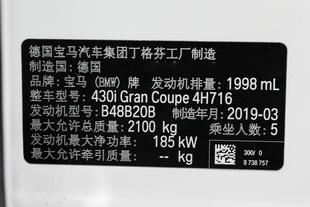 德国宝马汽车集团丁格芬工厂制造
制造国: 德国
品牌: 宝马 (BMW) 牌 发动机排量: 1998 mL
整车型号: 430i Gran Coupe 4H716
发动机型号: B48B20B 制造年月: 2019-03
最大允许总质量: 2100 kg 乘坐人数: 5
发动机最大净功率: 185 kW
最大允许牵引质量: - kg
300/ 0
8 738 757